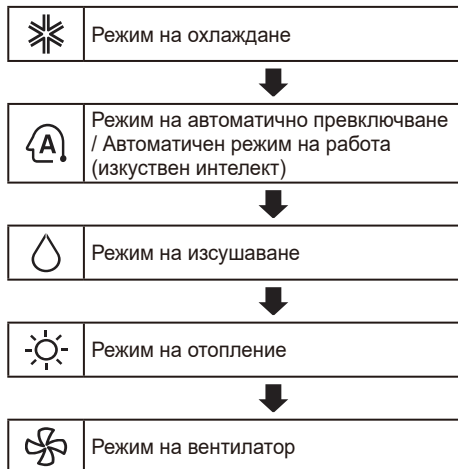 Режим на охлаждане
A
Режим на автоматично превключване
/ Автоматичен режим на работа
(изкуствен интелект)
Режим на изсушаване
Режим на отопление
Режим на вентилатор